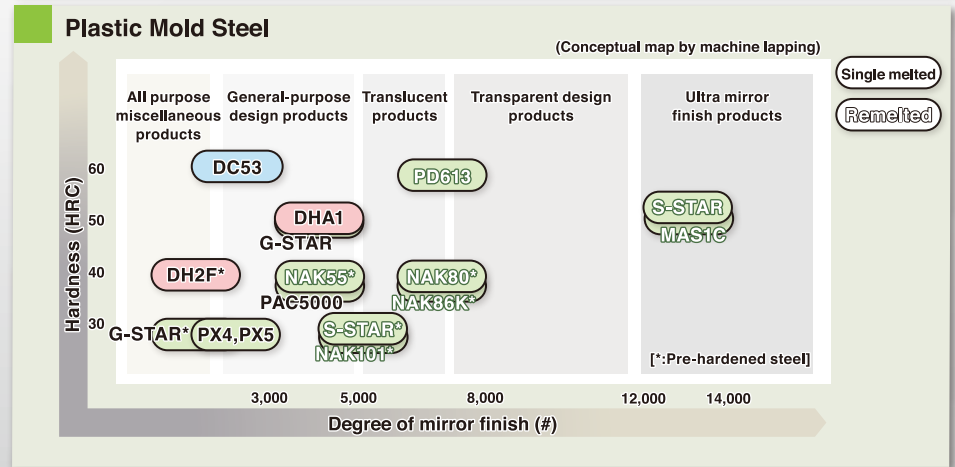 Plastic Mold Steel
(Conceptual map by machine lapping)
Single melted
Remelted
All purpose
miscellaneous
products
General-purpose
design products
Translucent
products
Transparent design
products
Ultra mirror
finish products
Hardness (HRC)
60
50
40
30
DC53
PD613
DHA1
G-STAR
S-STAR
MAS1C
DH2F*
NAK55*
PAC5000
NAK80*
NAK86K*
G-STAR*
PX4,PX5
S-STAR*
NAK101*
[*:Pre-hardened steel]
3,000
5,000
8,000
12,000
14,000
Degree of mirror finish (#)